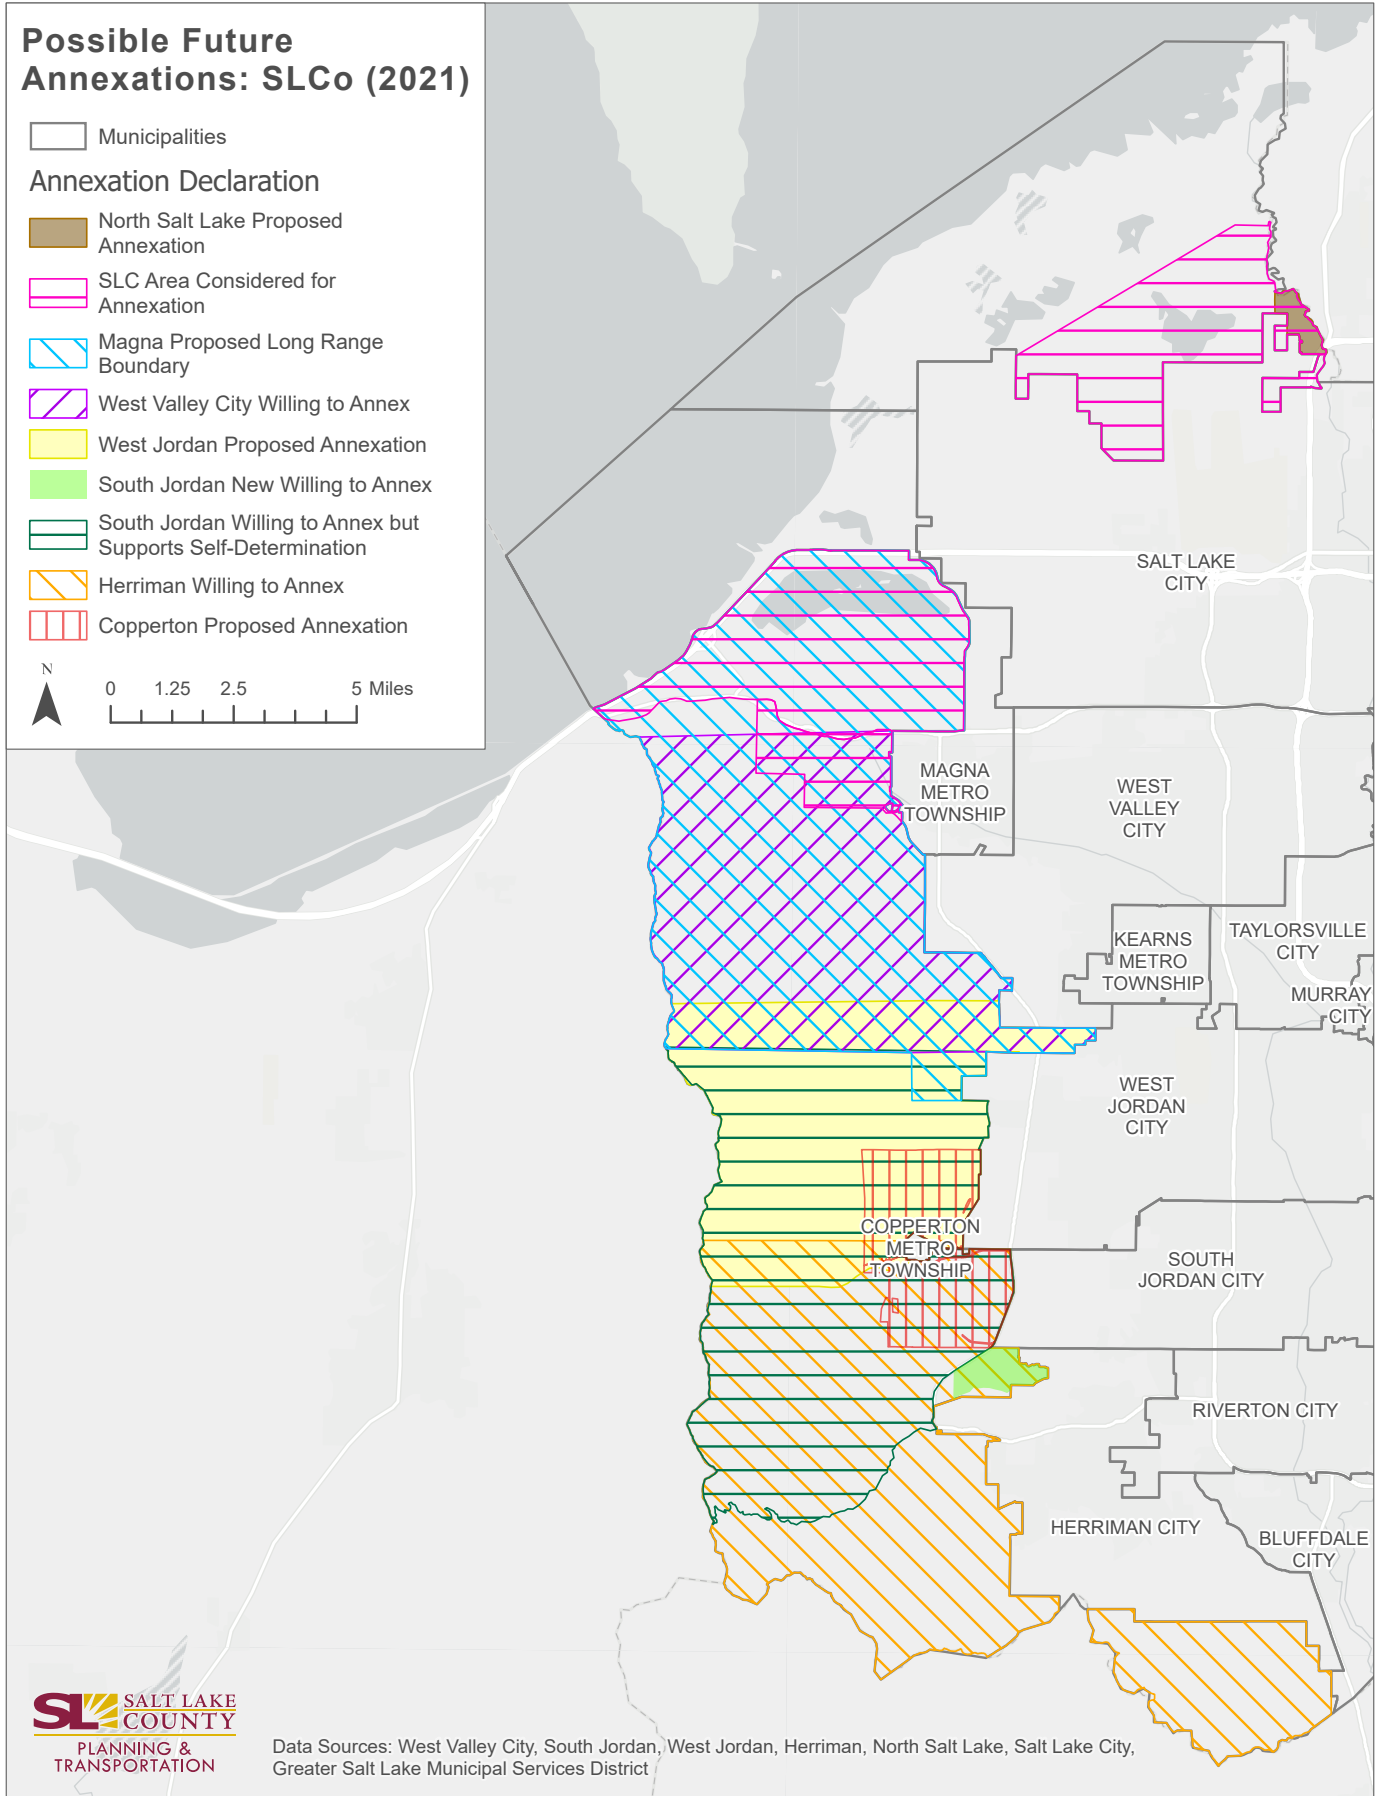 Possible Future
Annexations: SLCo (2021)
Municipalities
Annexation Declaration
North Salt Lake Proposed
Annexation
SLC Area Considered for
Annexation
Magna Proposed Long Range
Boundary
West Valley City Willing to Annex
West Jordan Proposed Annexation
South Jordan New Willing to Annex
South Jordan Willing to Annex but
Supports Self-Determination
Herriman Willing to Annex
Copperton Proposed Annexation
N
0 1.25 2.5 5 Miles
SALT LAKE
CITY
MAGNA
METRO
TOWNSHIP
WEST
VALLEY
CITY
KEARNS
METRO
TOWNSHIP
TAYLORSVILLE
CITY
MURRAY
CITY
WEST
JORDAN
CITY
COPPERTON
METRO
TOWNSHIP
SOUTH
JORDAN CITY
RIVERTON CITY
HERRIMAN CITY
BLUFFDALE
CITY
SL SALT LAKE
COUNTY
PLANNING &
TRANSPORTATION
Data Sources: West Valley City, South Jordan, West Jordan, Herriman, North Salt Lake, Salt Lake City,
Greater Salt Lake Municipal Services District